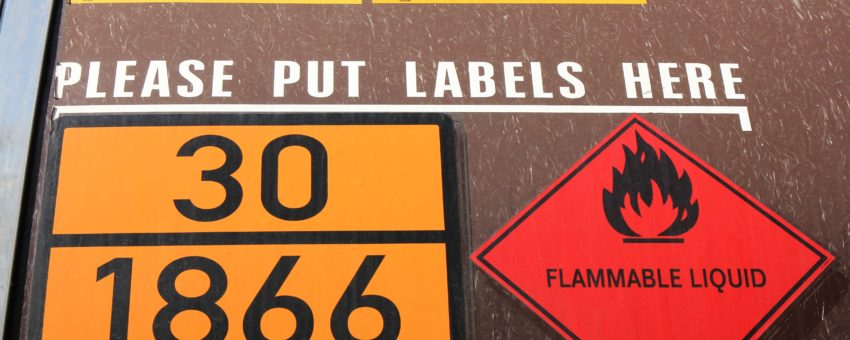 PLEASE PUT LABELS HERE
30
1866
FLAMMABLE LIQUID